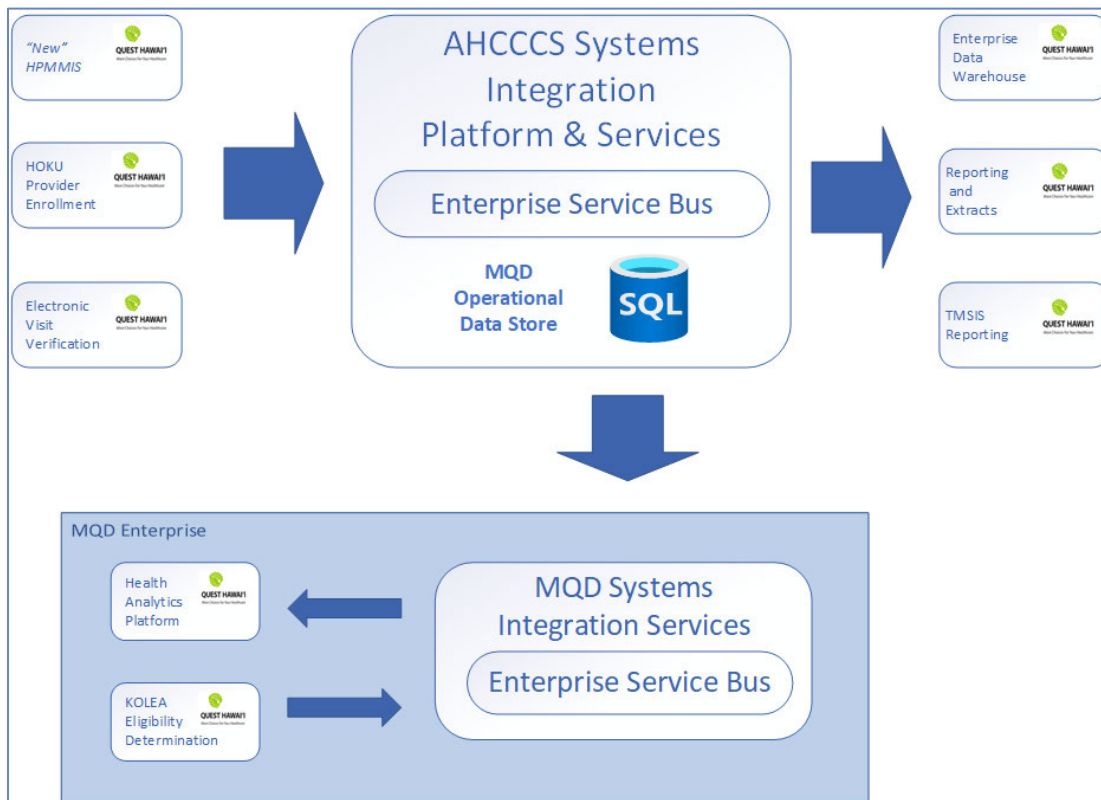 "New"
HPMMIS
QUEST HAWAI'I
HOKU
Provider
Enrollment
QUEST HAWAI'I
Electronic
Visit
Verification
QUEST HAWAI'I
AHCCCS Systems
Integration
Platform & Services
Enterprise Service Bus
MQD
Operational
Data Store
SQL
Enterprise
Data
Warehouse
QUEST HAWAI'I
Reporting
and
Extracts
QUEST HAWAI'I
TMSIS
Reporting
QUEST HAWAI'I
MQD Enterprise
Health
Analytics
Platform
QUEST HAWAI'I
KOLEA
Eligibility
Determination
QUEST HAWAI'I
MQD Systems
Integration Services
Enterprise Service Bus